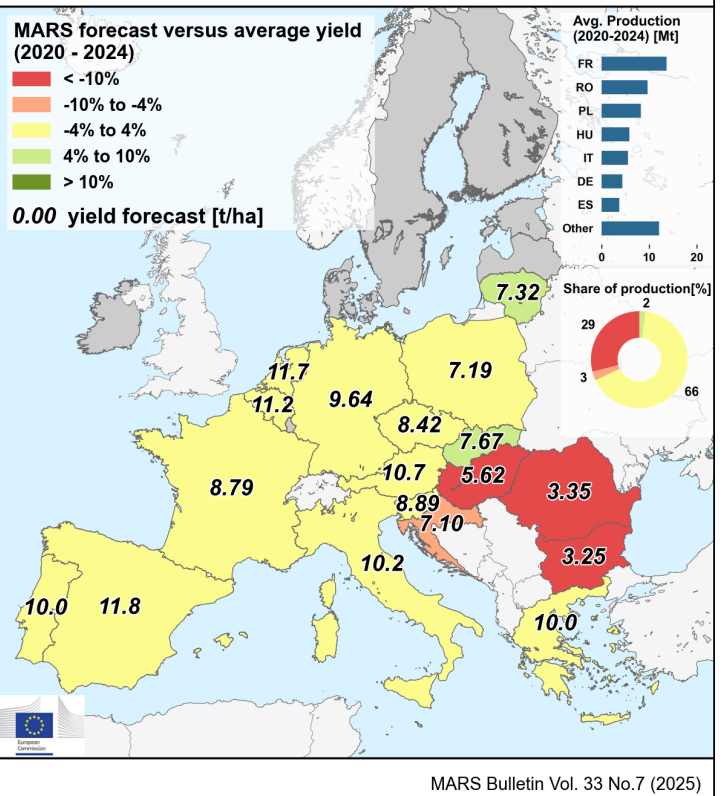 MARS forecast versus average yield
(2020 - 2024)
< -10%
-10% to -4%
-4% to 4%
4% to 10%
> 10%
0.00 yield forecast [t/ha]
Avg. Production
(2020-2024) [Mt]
FR
RO
PL
HU
IT
DE
ES
Other
0 10 20
Share of production[%]
2
29
3
66
7.32
11.7
7.19
11.2
9.64
8.42
7.67
10.7
5.62
8.79
8.89
3.35
7.10
3.25
10.2
10.0
11.8
10.0
European
Commission
MARS Bulletin Vol. 33 No.7 (2025)